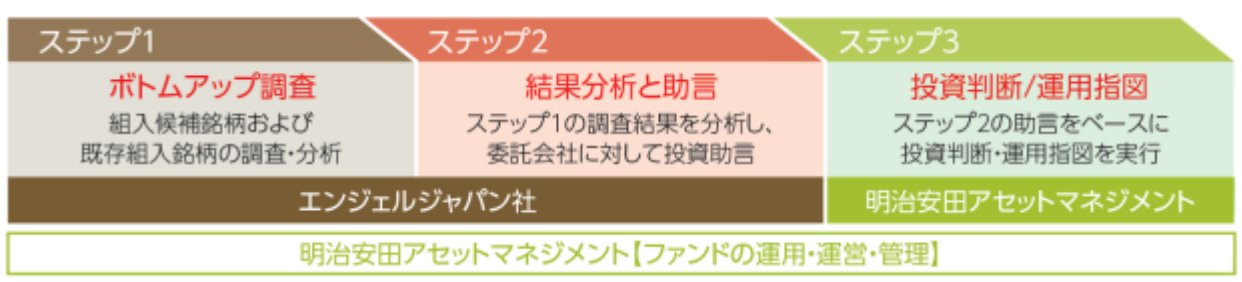 ステップ1
ステップ2
ステップ3
ボトムアップ調査
組入候補銘柄および
既存組入銘柄の調査・分析
結果分析と助言
ステップ1の調査結果を分析し、
委託会社に対して投資助言
投資判断/運用指図
ステップ2の助言をベースに
投資判断・運用指図を実行
エンジェルジャパン社
明治安田アセットマネジメント
明治安田アセットマネジメント【ファンドの運用・運営・管理】